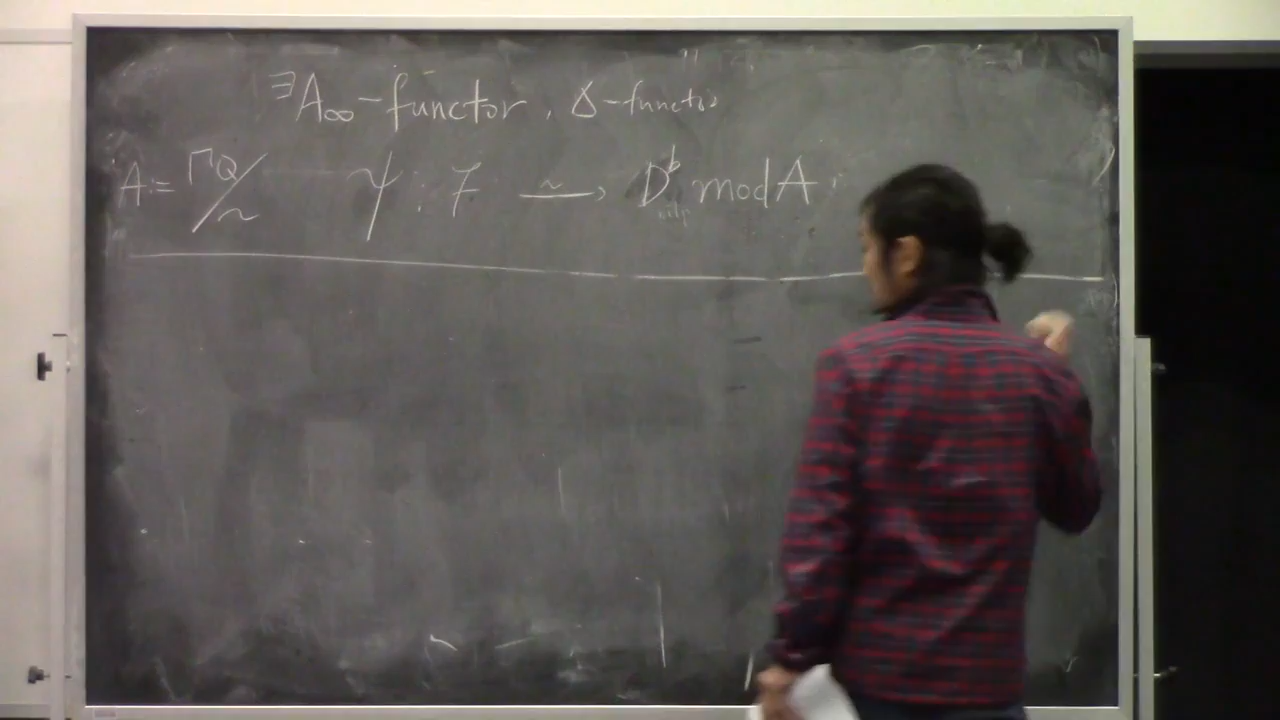 ∃A∞-functor, Δ-functor
A := ΓQ/~ ψ : F ~→ D^b_nilp mod A